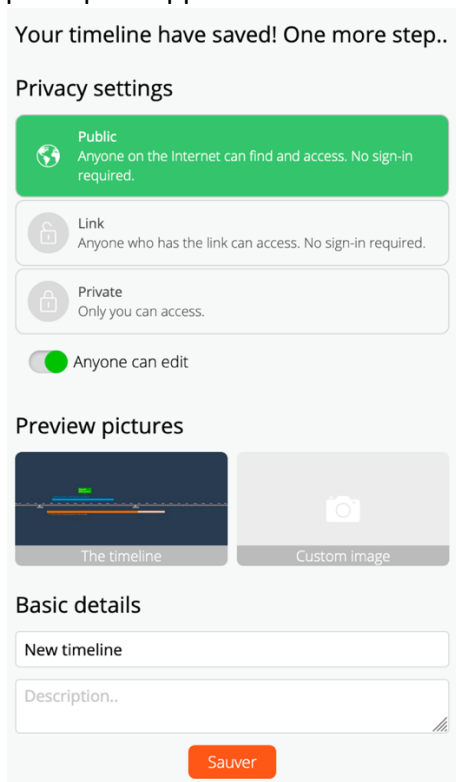 Your timeline have saved! One more step..
Privacy settings
Public
Anyone on the Internet can find and access. No sign-in
required.
Link
Anyone who has the link can access. No sign-in required.
Private
Only you can access.
Anyone can edit
Preview pictures
The timeline
Custom image
Basic details
New timeline
Description..
Sauver